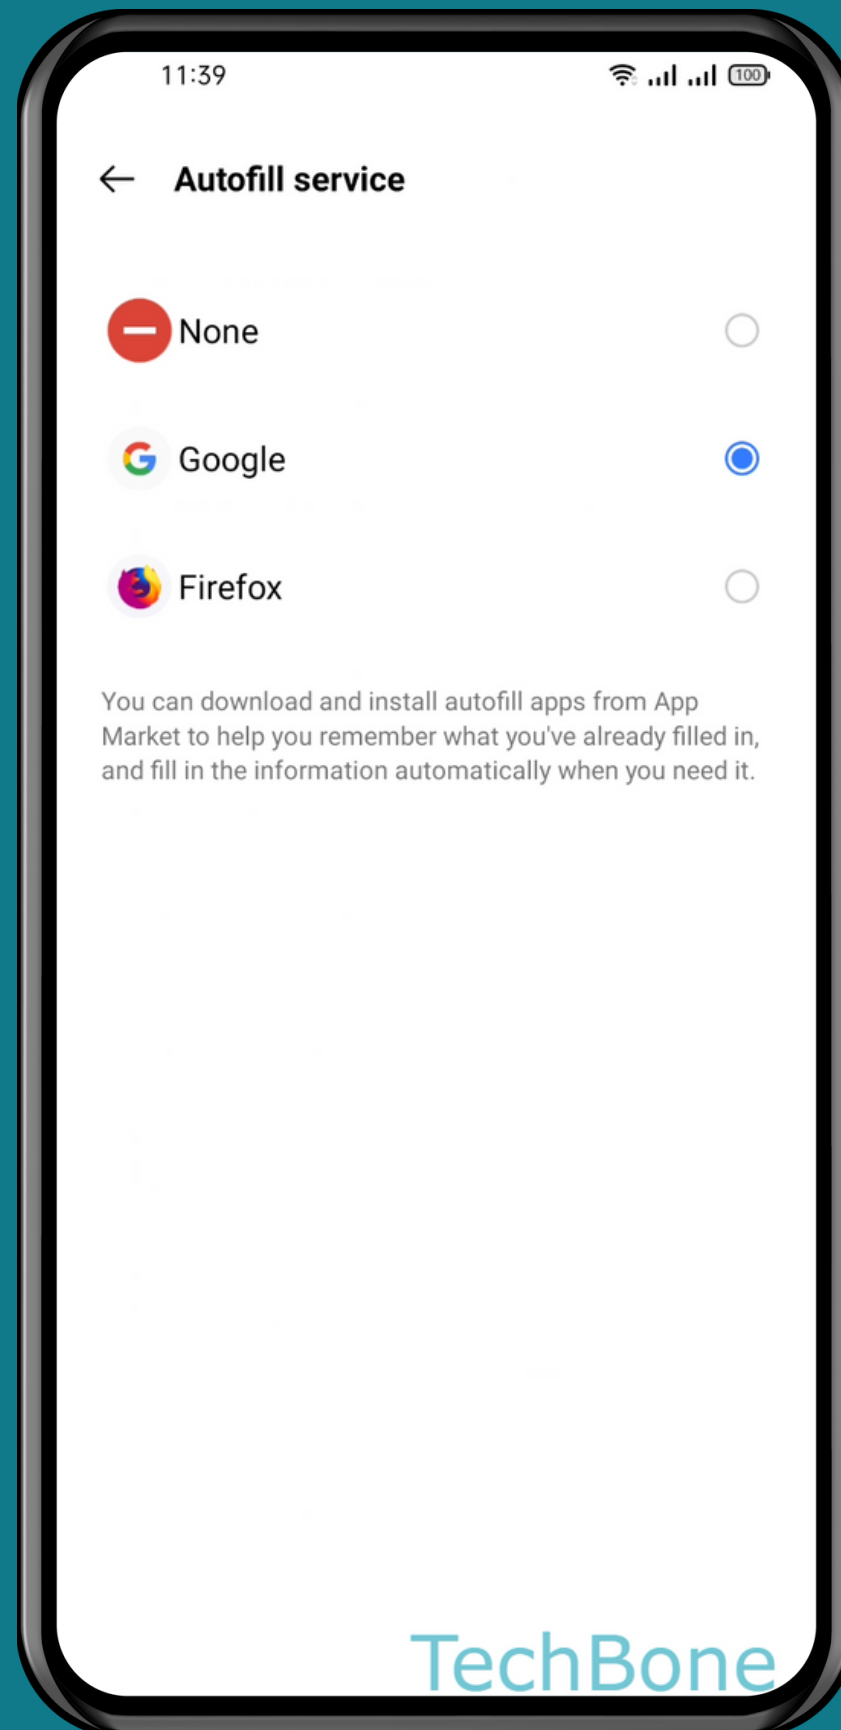 11:39 100
Autofill service
None
Google
Firefox
You can download and install autofill apps from App
Market to help you remember what you've already filled in,
and fill in the information automatically when you need it.
TechBone